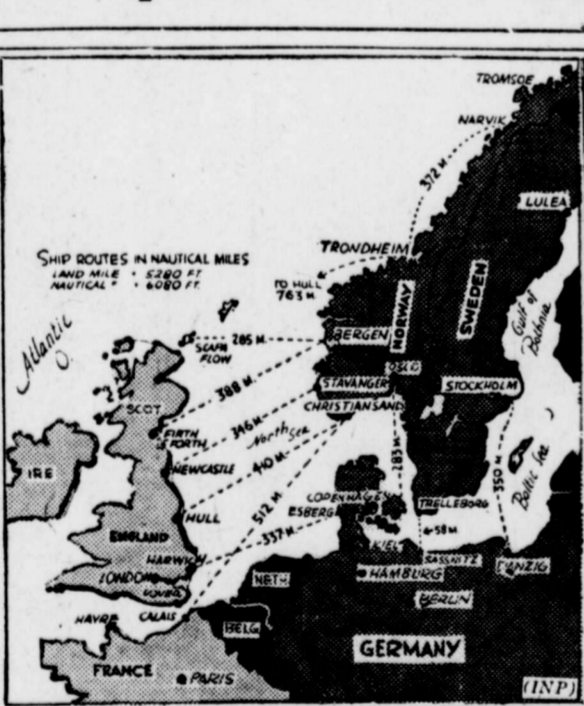 TROMSOE
NARVIK
372 M
LULEA
SHIP ROUTES IN NAUTICAL MILES
LAND MILE = 5280 FT.
NAUTICAL " = 6080 FT.
TRONDHEIM
TO HULL
763 M.
NORWAY
SWEDEN
Gulf of
Bothnia
Atlantic
O.
SCAPA
FLOW
285 M.
BERGEN
OSLO
388 M.
STAVANGER
STOCKHOLM
CHRISTIANSAND
SCOT
346 M.
North Sea
FIRTH
FORTH
NEWCASTLE
410 M.
IRE
HULL
512 M.
283 M.
350 M.
Baltic Sea
COPENHAGEN
ESBERG
TRELLEBORG
58 M
ENGLAND
HARWICH
337 M.
KIEL
SASSNITZ
DANZIG
LONDON
DOVER
NETH.
HAMBURG
BERLIN
HAVRE
CALAIS
BELG
GERMANY
FRANCE
PARIS
(INP)